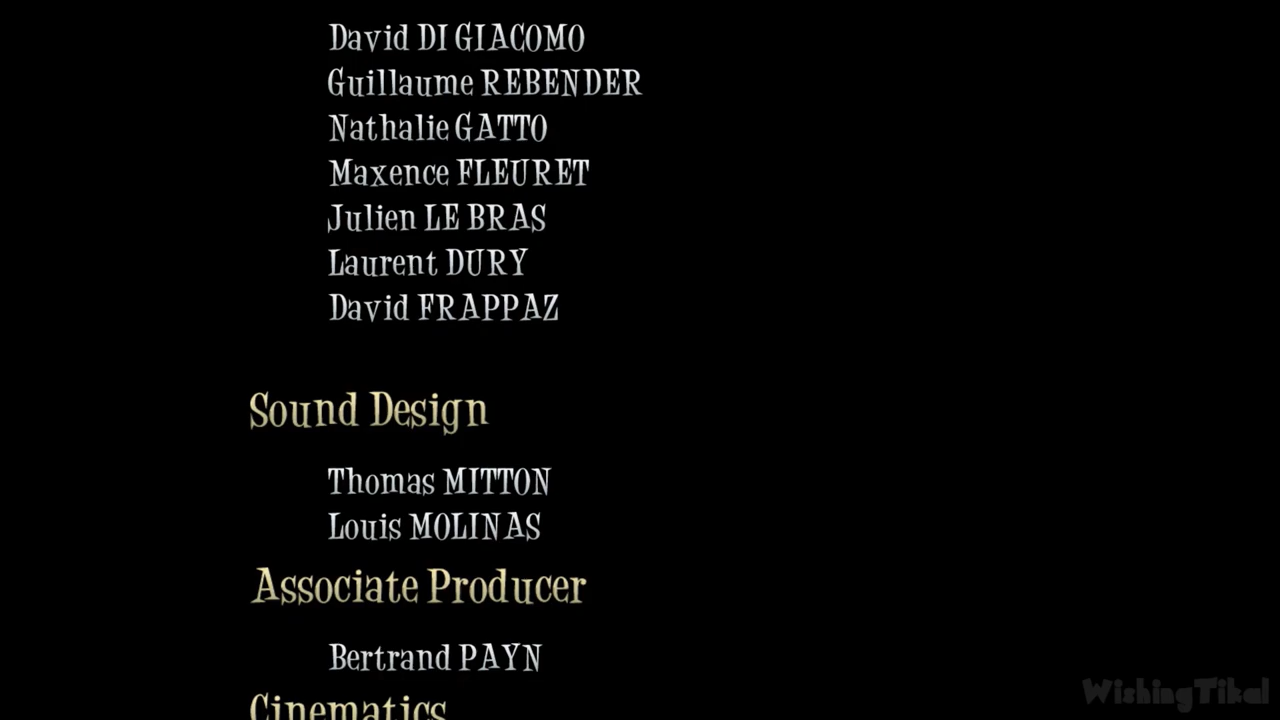 David DI GIACOMO
Guillaume REBENDER
Nathalie GATTO
Maxence FLEURET
Julien LE BRAS
Laurent DURY
David FRAPPAZ
Sound Design
Thomas MITTON
Louis MOLINAS
Associate Producer
Bertrand PAYN
Cinematics
WishingTikal